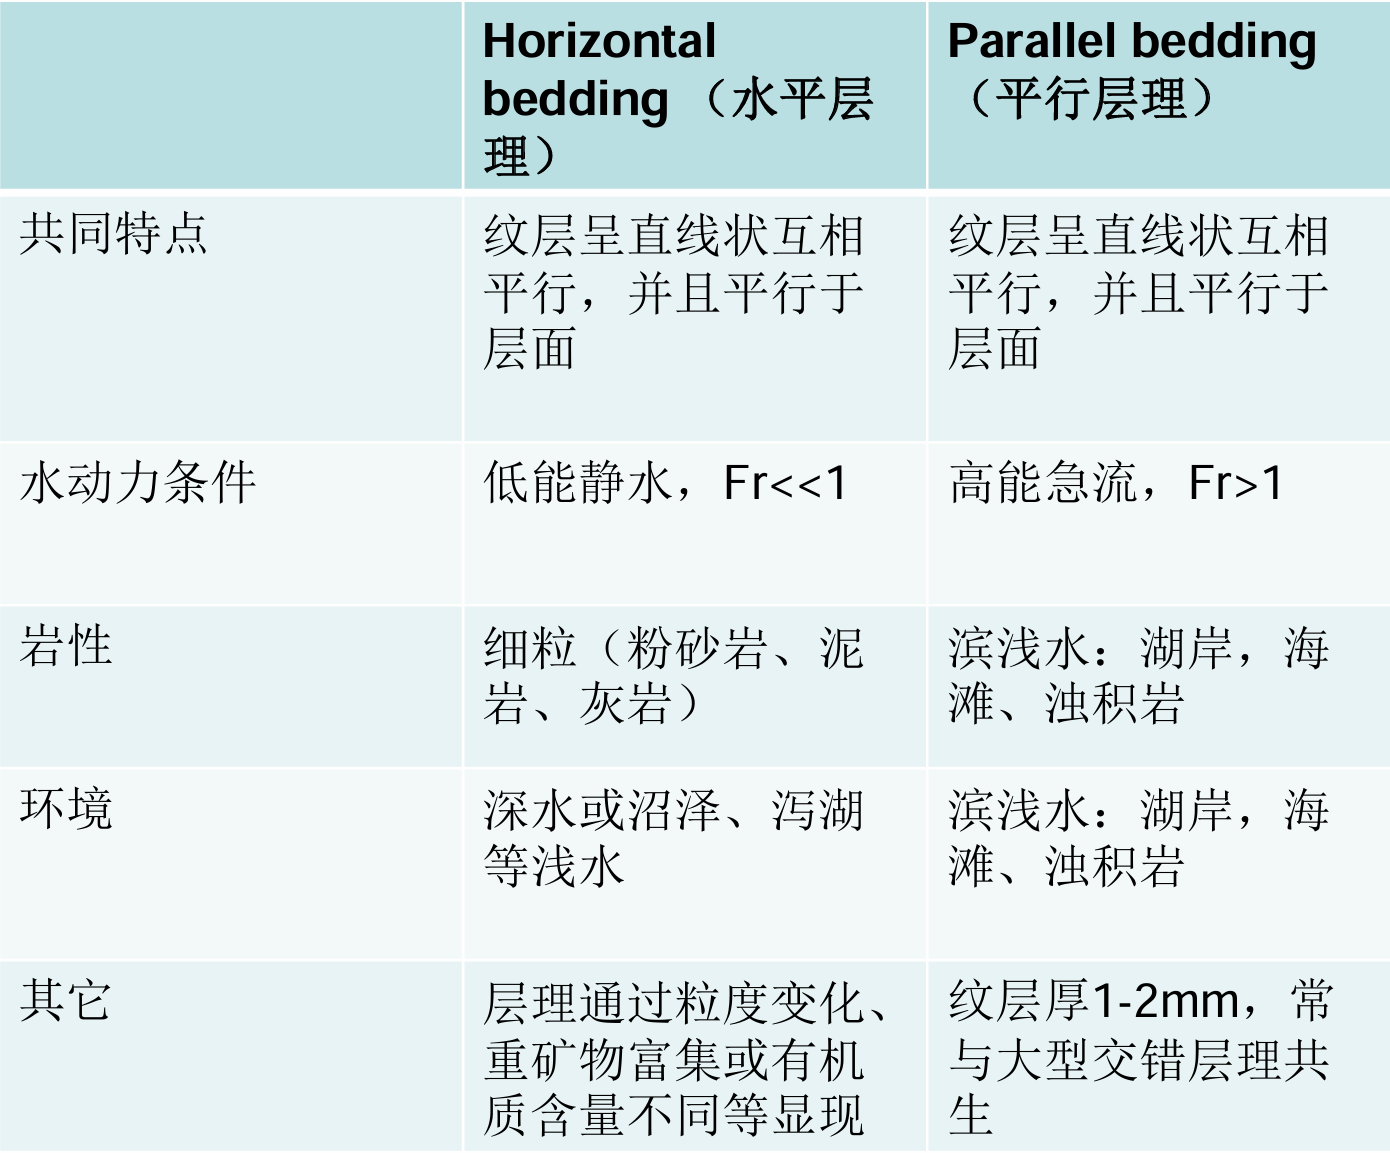 Horizontal
bedding （水平层
理）
Parallel bedding
（平行层理）
共同特点
纹层呈直线状互相
平行，并且平行于
层面
纹层呈直线状互相
平行，并且平行于
层面
水动力条件
低能静水，Fr<<1
高能急流，Fr>1
岩性
细粒（粉砂岩、泥
岩、灰岩）
滨浅水：湖岸，海
滩、浊积岩
环境
深水或沼泽、泻湖
等浅水
滨浅水：湖岸，海
滩、浊积岩
其它
层理通过粒度变化、
重矿物富集或有机
质含量不同等显现
纹层厚1-2mm，常
与大型交错层理共
生